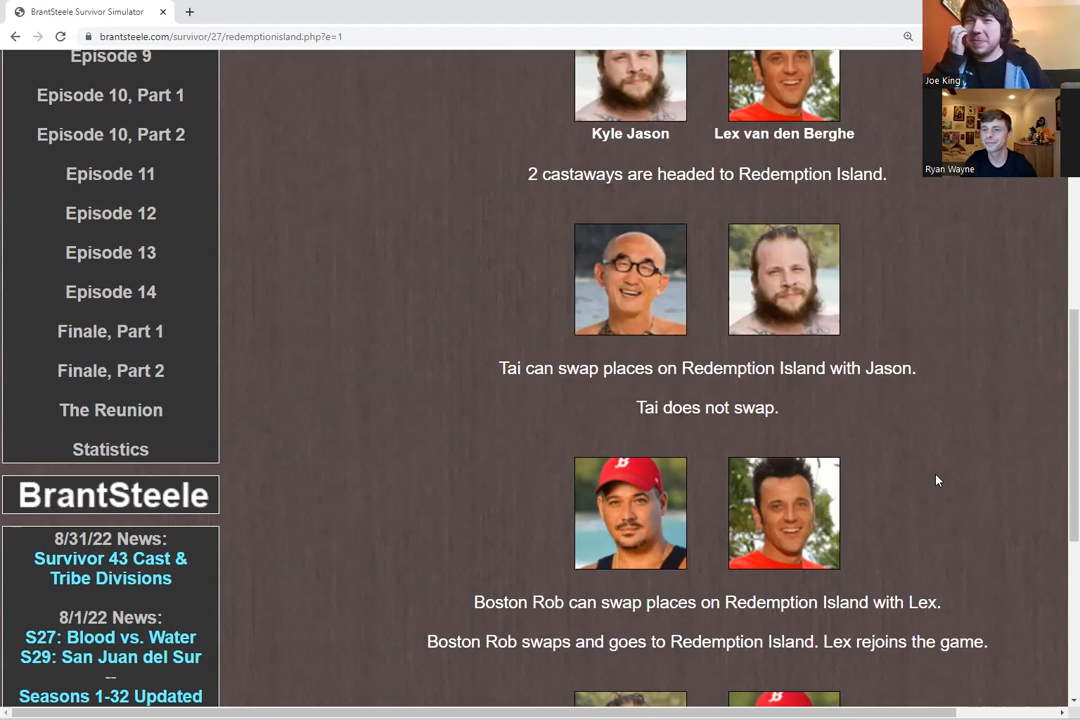 BrantSteele Survivor Simulator
brantsteele.com/survivor/27/redemptionisland.php?e=1
Joe King
Ryan Wayne
Episode 9
Episode 10, Part 1
Episode 10, Part 2
Episode 11
Episode 12
Episode 13
Episode 14
Finale, Part 1
Finale, Part 2
The Reunion
Statistics
BrantSteele
8/31/22 News:
Survivor 43 Cast &
Tribe Divisions
8/1/22 News:
S27: Blood vs. Water
S29: San Juan del Sur
--
Seasons 1-32 Updated
Kyle Jason Lex van den Berghe
2 castaways are headed to Redemption Island.
Tai can swap places on Redemption Island with Jason.
Tai does not swap.
B
Boston Rob can swap places on Redemption Island with Lex.
Boston Rob swaps and goes to Redemption Island. Lex rejoins the game.